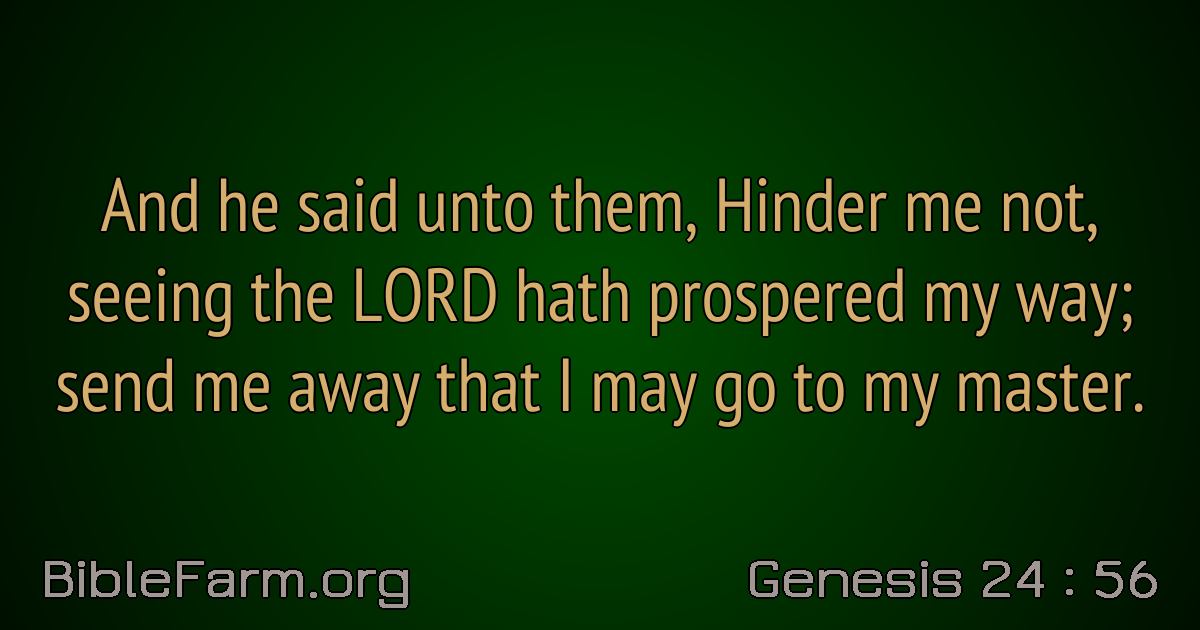 And he said unto them, Hinder me not,
seeing the LORD hath prospered my way;
send me away that I may go to my master.
BibleFarm.org
Genesis 24 : 56